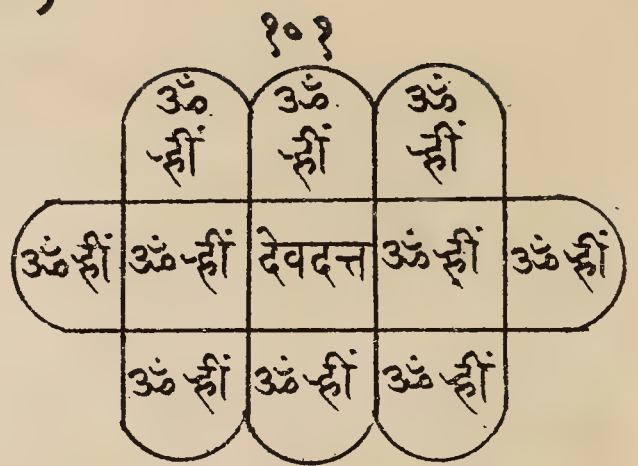 १०१
ॐ ॐ ॐ
ह्रीं ह्रीं ह्रीं
ॐ ह्रीं ॐ ह्रीं देवदत्त ॐ ह्रीं ॐ ह्रीं
ॐ ह्रीं ॐ ह्रीं ॐ ह्रीं